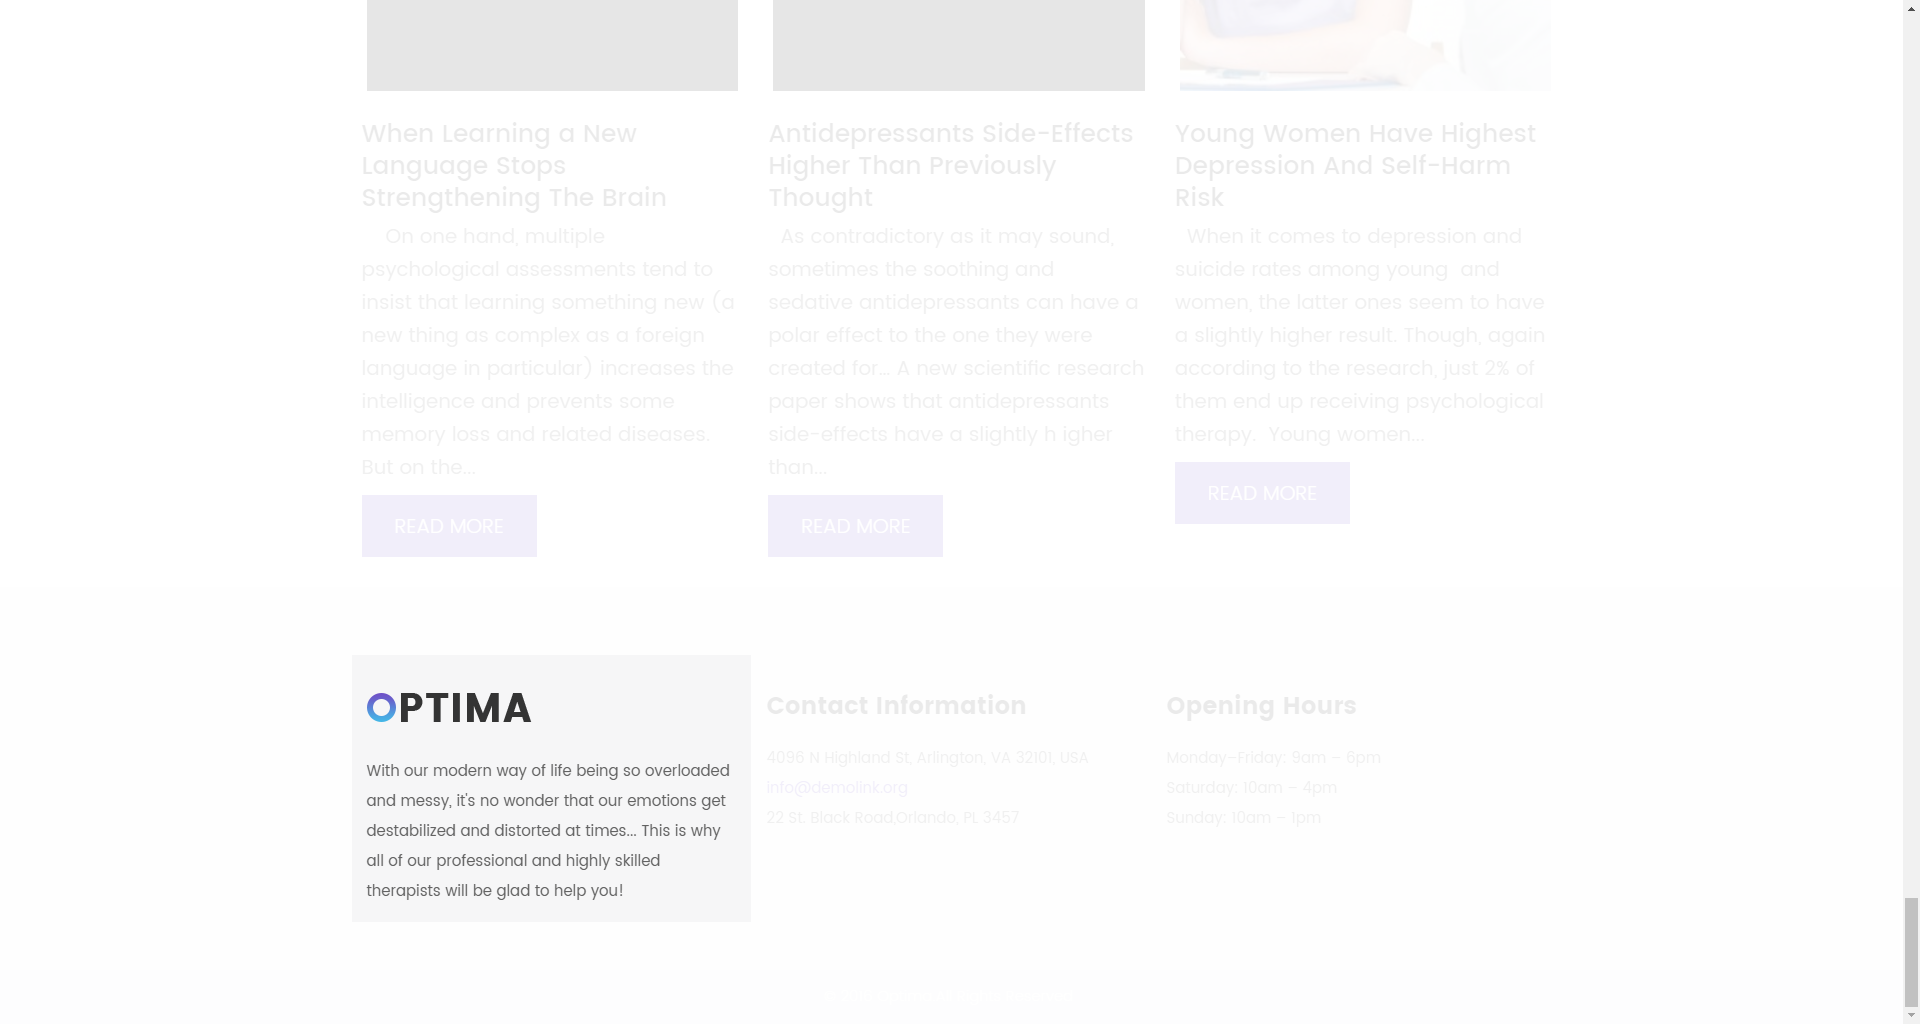 When Learning a New
Language Stops
Strengthening The Brain
On one hand, multiple
psychological assessments tend to
insist that learning something new (a
new thing as complex as a foreign
language in particular) increases the
intelligence and prevents some
memory loss and related diseases.
But on the...
READ MORE
Antidepressants Side-Effects
Higher Than Previously
Thought
As contradictory as it may sound,
sometimes the soothing and
sedative antidepressants can have a
polar effect to the one they were
created for... A new scientific research
paper shows that antidepressants
side-effects have a slightly h igher
than...
READ MORE
Young Women Have Highest
Depression And Self-Harm
Risk
When it comes to depression and
suicide rates among young  and
women, the latter ones seem to have
a slightly higher result. Though, again
according to the research, just 2% of
them end up receiving psychological
therapy.  Young women...
READ MORE
OPTIMA
With our modern way of life being so overloaded
and messy, it's no wonder that our emotions get
destabilized and distorted at times... This is why
all of our professional and highly skilled
therapists will be glad to help you!
Contact Information
4096 N Highland St, Arlington, VA 32101, USA
info@demolink.org
22 St. Black Road,Orlando, PL 3457
Opening Hours
Monday–Friday: 9am – 6pm
Saturday: 10am – 4pm
Sunday: 10am – 1pm